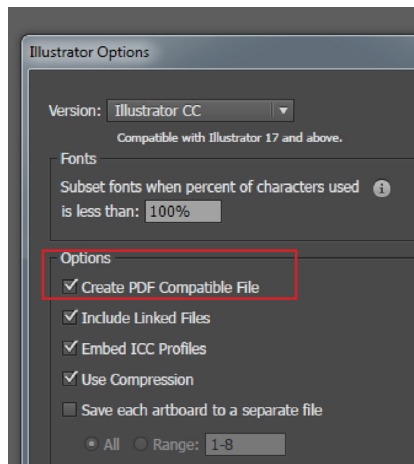 Illustrator Options
Version: Illustrator CC
Compatible with Illustrator 17 and above.
Fonts
Subset fonts when percent of characters used
is less than: 100%
Options
Create PDF Compatible File
Include Linked Files
Embed ICC Profiles
Use Compression
Save each artboard to a separate file
All Range: 1-8